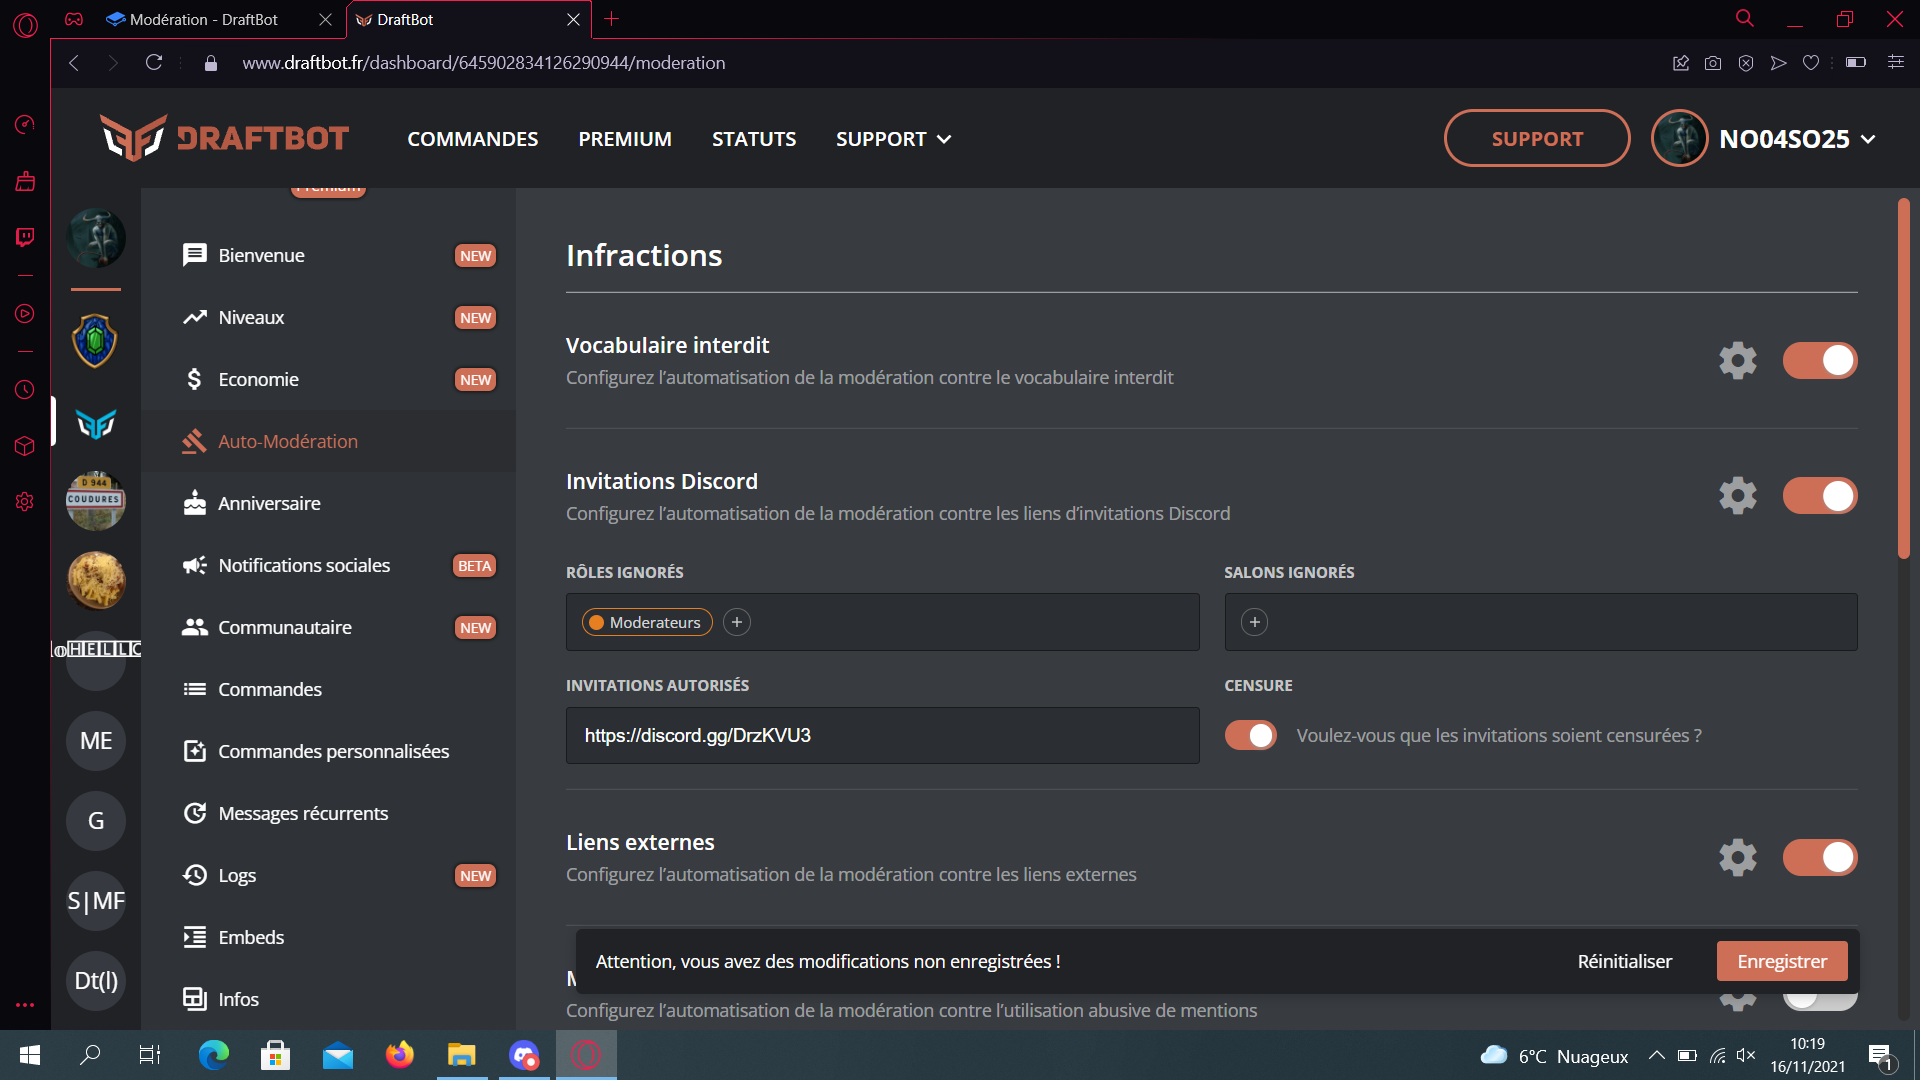 Modération - DraftBot
DraftBot
www.draftbot.fr/dashboard/645902834126290944/moderation
DRAFTBOT
COMMANDES
PREMIUM
STATUTS
SUPPORT
SUPPORT
NO04SO25
Premium
Bienvenue
NEW
Niveaux
NEW
Economie
NEW
Auto-Modération
Anniversaire
Notifications sociales
BETA
Communautaire
NEW
Commandes
Commandes personnalisées
Messages récurrents
Logs
NEW
Embeds
Infos
D 944
COUDURES
HELLO
ME
G
S|MF
Dt(l)
Infractions
Vocabulaire interdit
Configurez l’automatisation de la modération contre le vocabulaire interdit
Invitations Discord
Configurez l’automatisation de la modération contre les liens d’invitations Discord
RÔLES IGNORÉS
Moderateurs
SALONS IGNORÉS
INVITATIONS AUTORISÉS
https://discord.gg/DrzKVU3
CENSURE
Voulez-vous que les invitations soient censurées ?
Liens externes
Configurez l’automatisation de la modération contre les liens externes
Attention, vous avez des modifications non enregistrées !
Réinitialiser
Enregistrer
Configurez l’automatisation de la modération contre l’utilisation abusive de mentions
6°C Nuageux
10:19
16/11/2021
1